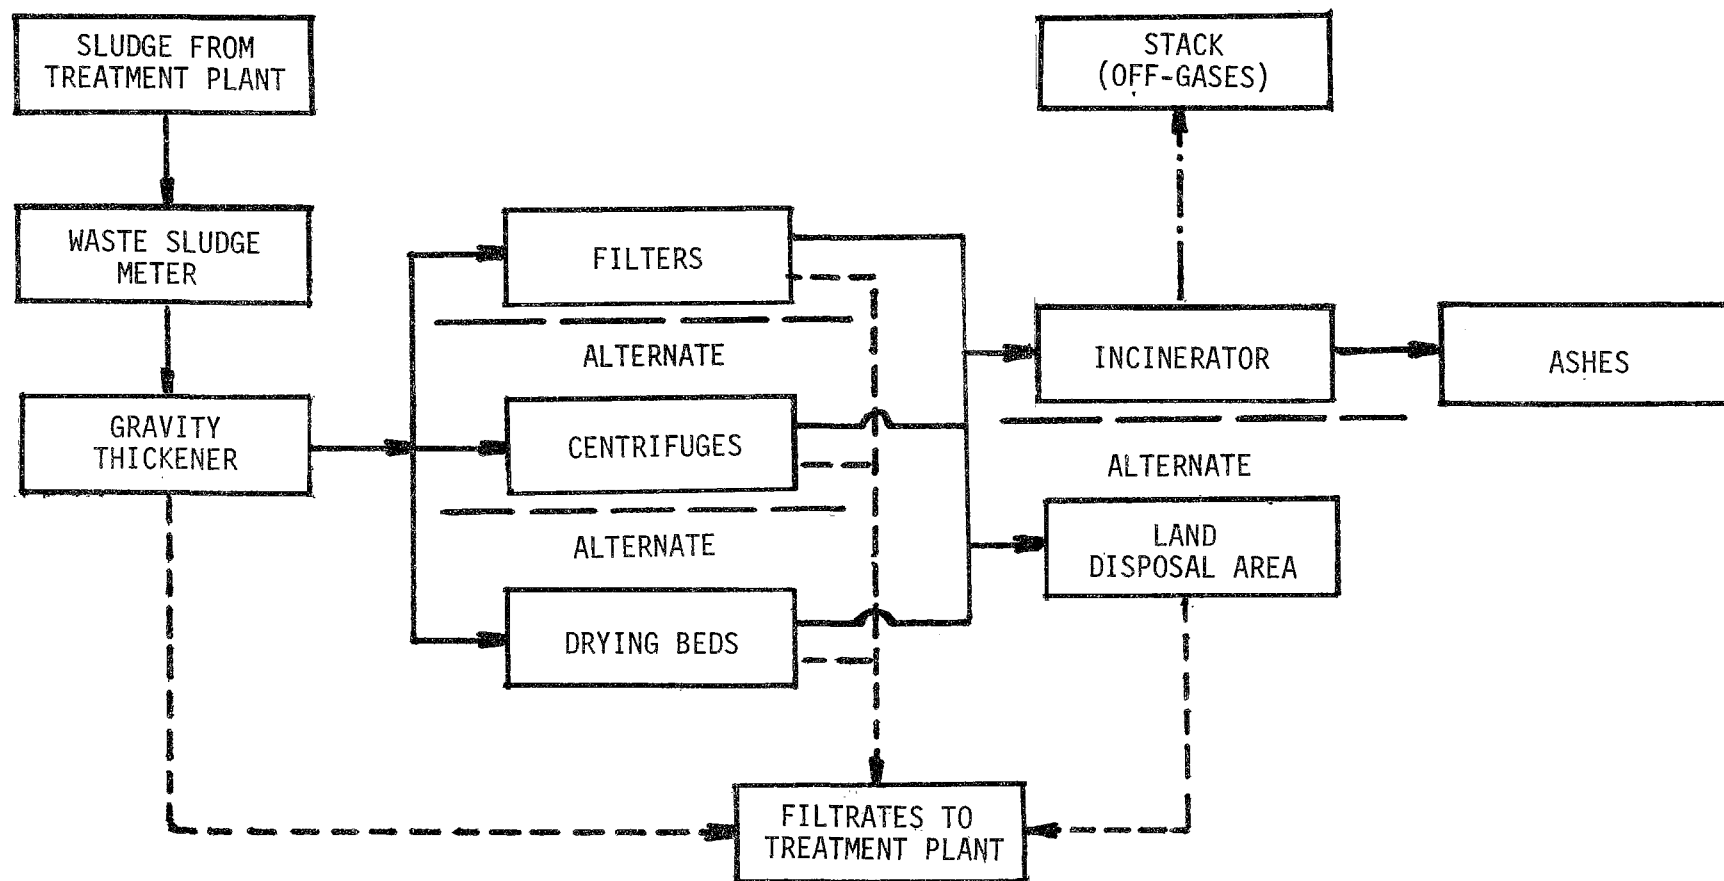 SLUDGE FROM
TREATMENT PLANT
STACK
(OFF-GASES)
WASTE SLUDGE
METER
FILTERS
ALTERNATE
INCINERATOR
ASHES
GRAVITY
THICKENER
CENTRIFUGES
ALTERNATE
ALTERNATE
LAND
DISPOSAL AREA
DRYING BEDS
FILTRATES TO
TREATMENT PLANT